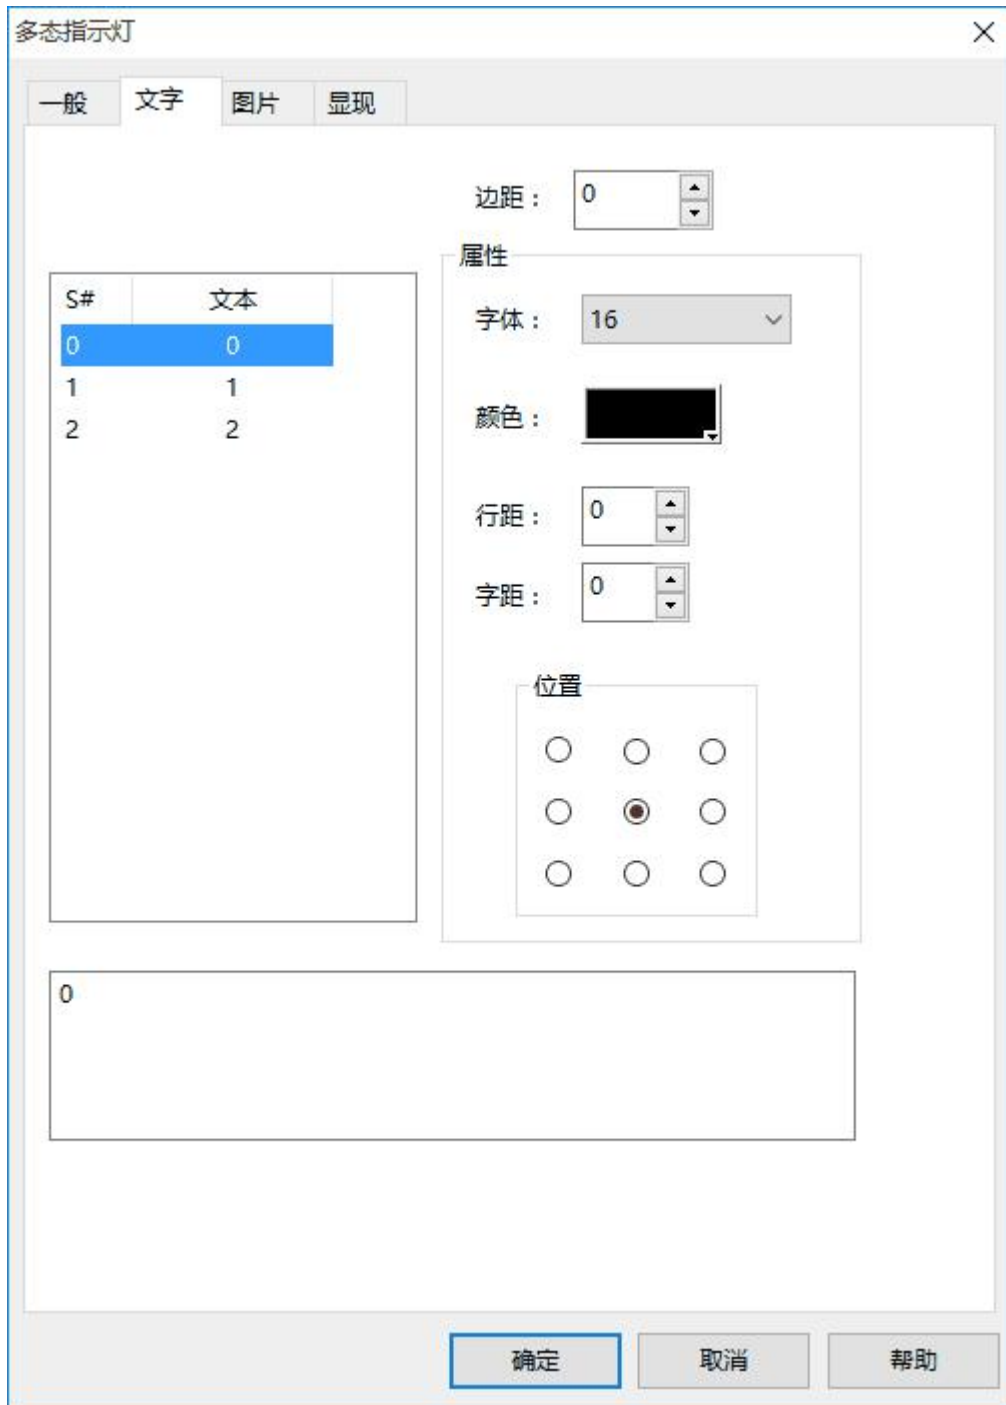 多态指示灯
一般 文字 图片 显现
边距： 0
属性
S# 文本
0 0
1 1
2 2
字体： 16
颜色：
行距： 0
字距： 0
位置
0
确定 取消 帮助